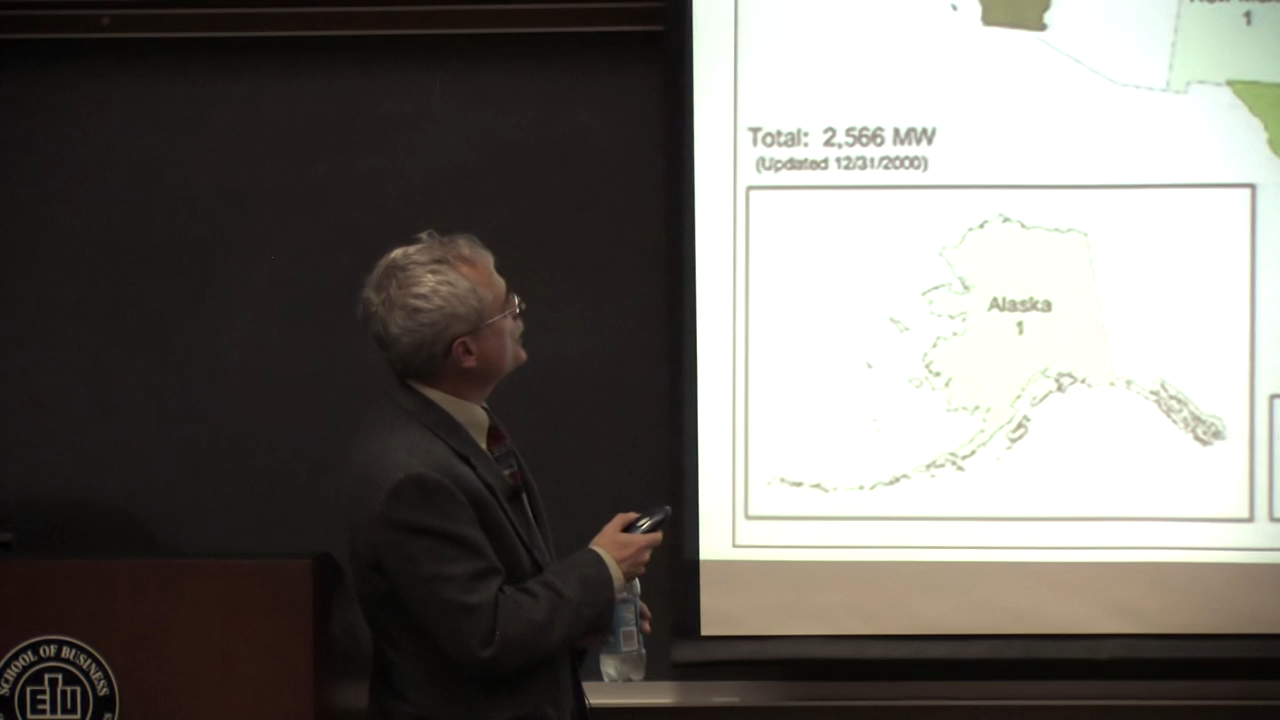 1
Total: 2,566 MW
(Updated 12/31/2000)
Alaska
1
SCHOOL OF BUSINESS
EIU